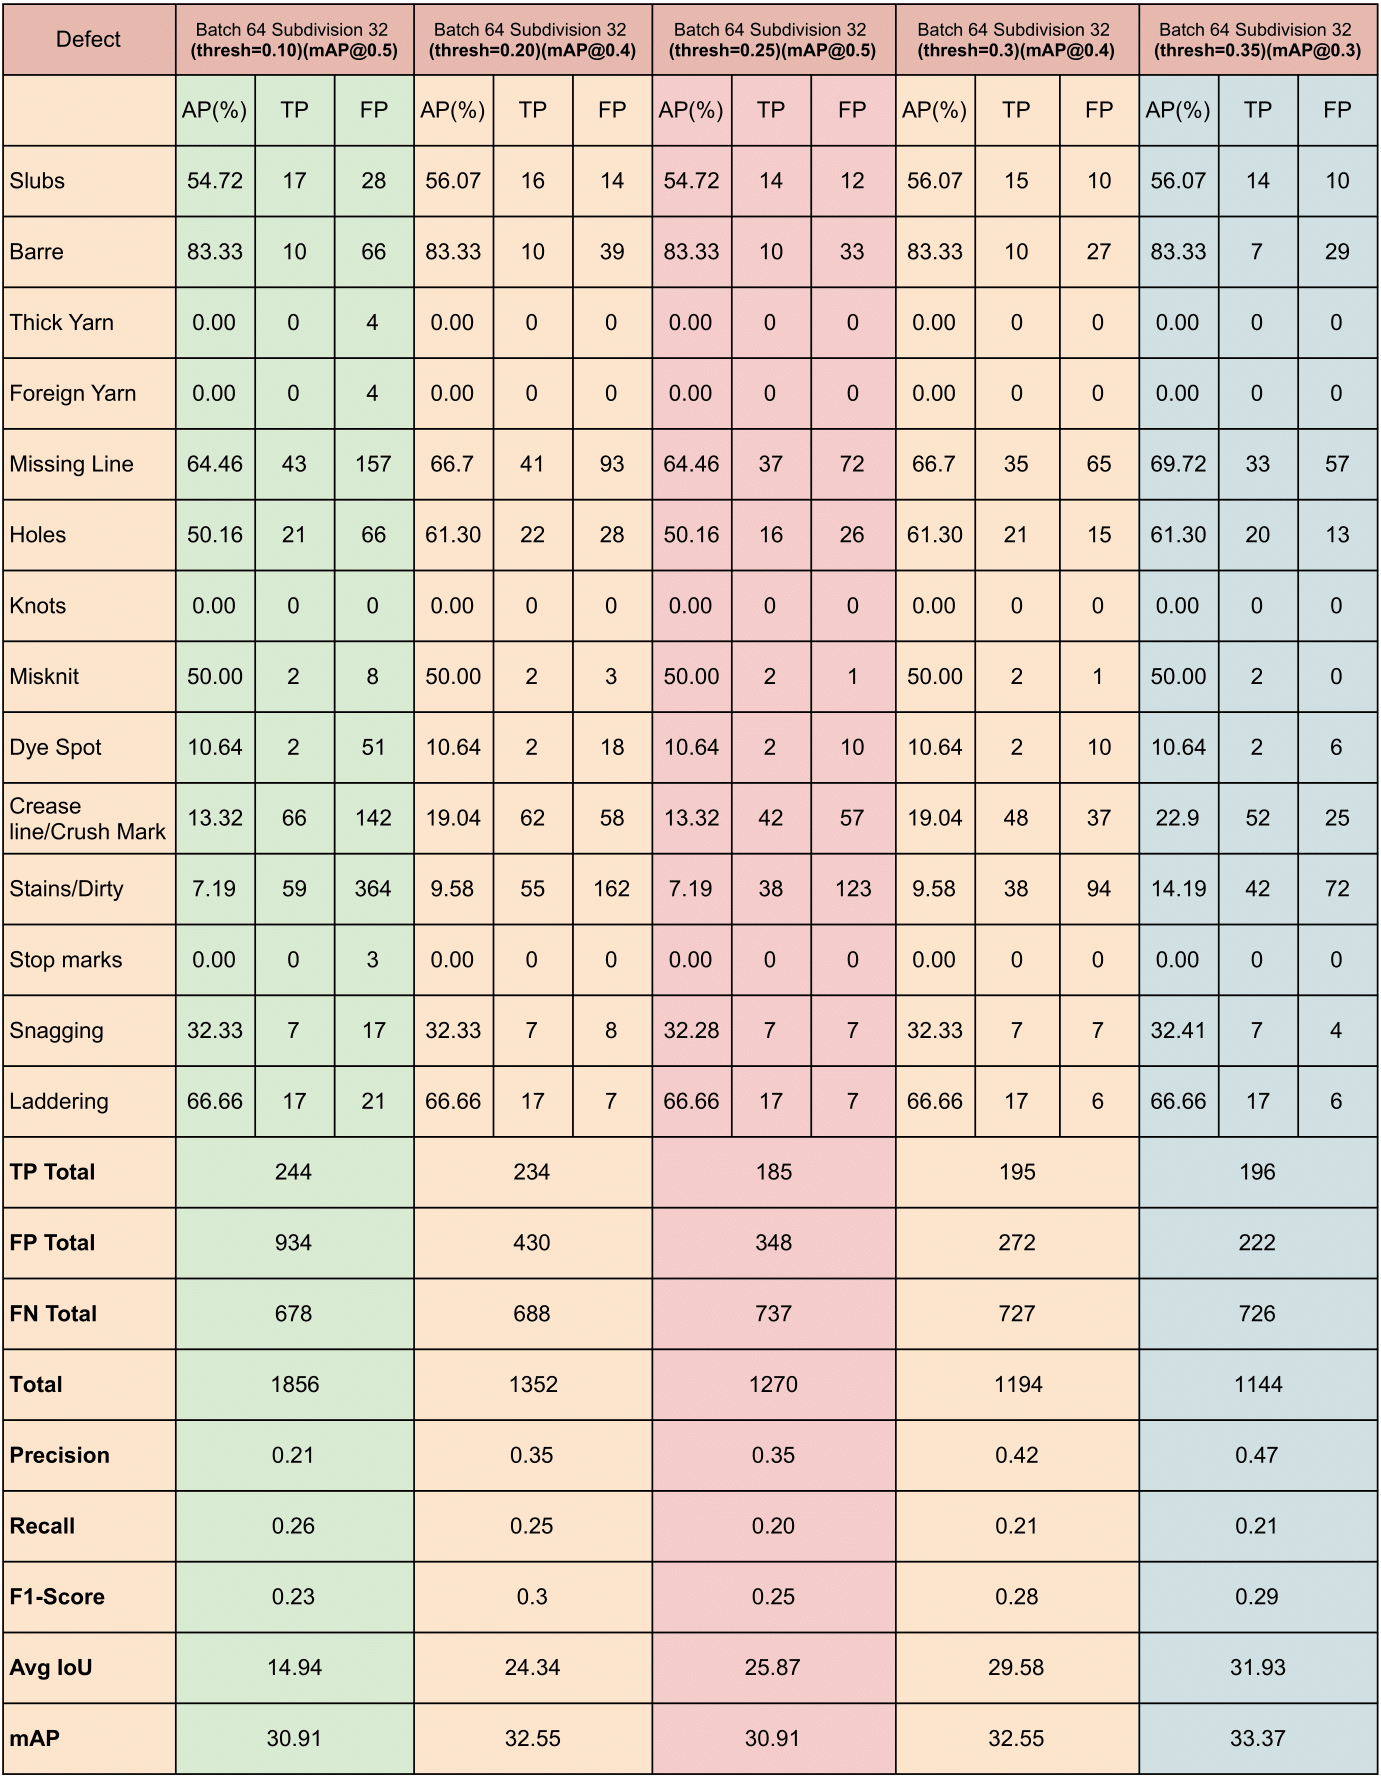 Defect
Batch 64 Subdivision 32
(thresh=0.10)(mAP@0.5)
Batch 64 Subdivision 32
(thresh=0.20)(mAP@0.4)
Batch 64 Subdivision 32
(thresh=0.25)(mAP@0.5)
Batch 64 Subdivision 32
(thresh=0.3)(mAP@0.4)
Batch 64 Subdivision 32
(thresh=0.35)(mAP@0.3)
AP(%) TP FP AP(%) TP FP AP(%) TP FP AP(%) TP FP AP(%) TP FP
Slubs 54.72 17 28 56.07 16 14 54.72 14 12 56.07 15 10 56.07 14 10
Barre 83.33 10 66 83.33 10 39 83.33 10 33 83.33 10 27 83.33 7 29
Thick Yarn 0.00 0 4 0.00 0 0 0.00 0 0 0.00 0 0 0.00 0 0
Foreign Yarn 0.00 0 4 0.00 0 0 0.00 0 0 0.00 0 0 0.00 0 0
Missing Line 64.46 43 157 66.7 41 93 64.46 37 72 66.7 35 65 69.72 33 57
Holes 50.16 21 66 61.30 22 28 50.16 16 26 61.30 21 15 61.30 20 13
Knots 0.00 0 0 0.00 0 0 0.00 0 0 0.00 0 0 0.00 0 0
Misknit 50.00 2 8 50.00 2 3 50.00 2 1 50.00 2 1 50.00 2 0
Dye Spot 10.64 2 51 10.64 2 18 10.64 2 10 10.64 2 10 10.64 2 6
Crease
line/Crush Mark 13.32 66 142 19.04 62 58 13.32 42 57 19.04 48 37 22.9 52 25
Stains/Dirty 7.19 59 364 9.58 55 162 7.19 38 123 9.58 38 94 14.19 42 72
Stop marks 0.00 0 3 0.00 0 0 0.00 0 0 0.00 0 0 0.00 0 0
Snagging 32.33 7 17 32.33 7 8 32.28 7 7 32.33 7 7 32.41 7 4
Laddering 66.66 17 21 66.66 17 7 66.66 17 7 66.66 17 6 66.66 17 6
TP Total 244 234 185 195 196
FP Total 934 430 348 272 222
FN Total 678 688 737 727 726
Total 1856 1352 1270 1194 1144
Precision 0.21 0.35 0.35 0.42 0.47
Recall 0.26 0.25 0.20 0.21 0.21
F1-Score 0.23 0.3 0.25 0.28 0.29
Avg IoU 14.94 24.34 25.87 29.58 31.93
mAP 30.91 32.55 30.91 32.55 33.37